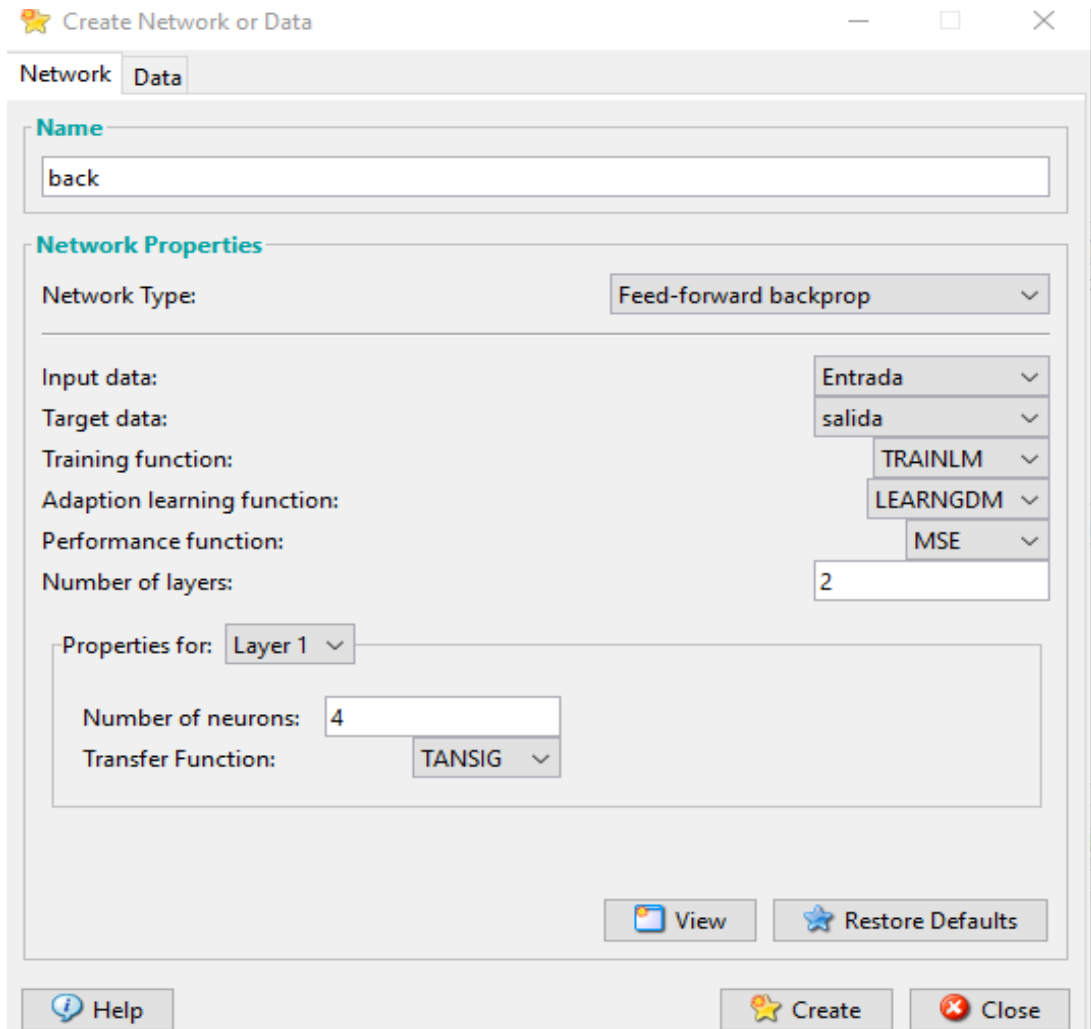 Create Network or Data
Network Data
Name
back
Network Properties
Network Type: Feed-forward backprop
Input data: Entrada
Target data: salida
Training function: TRAINLM
Adaption learning function: LEARNGDM
Performance function: MSE
Number of layers: 2
Properties for: Layer 1
Number of neurons: 4
Transfer Function: TANSIG
View Restore Defaults
Help Create Close